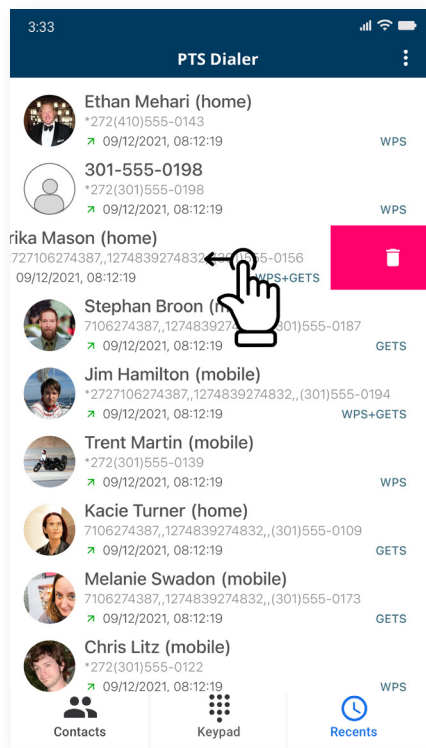 3:33
PTS Dialer
Ethan Mehari (home)
*272(410)555-0143
09/12/2021, 08:12:19 WPS
301-555-0198
*272(301)555-0198
09/12/2021, 08:12:19 WPS
rika Mason (home)
2727106274387,,1274839274832 555-0156
09/12/2021, 08:12:19 WPS+GETS
Stephan Broon
7106274387,,127483927 301)555-0187
09/12/2021, 08:12:19 GETS
Jim Hamilton (mobile)
*2727106274387,,1274839274832,,(301)555-0194
09/12/2021, 08:12:19 WPS+GETS
Trent Martin (mobile)
*272(301)555-0139
09/12/2021, 08:12:19 WPS
Kacie Turner (home)
7106274387,,1274839274832,,(301)555-0109
09/12/2021, 08:12:19 GETS
Melanie Swadon (mobile)
7106274387,,1274839274832,,(301)555-0173
09/12/2021, 08:12:19 GETS
Chris Litz (mobile)
*272(301)555-0122
09/12/2021, 08:12:19 WPS
Contacts Keypad Recents